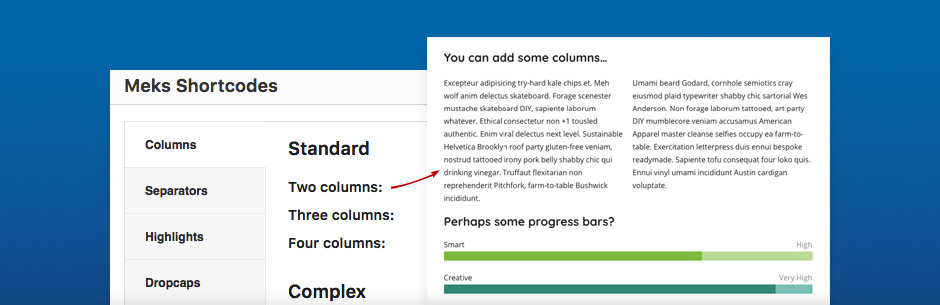 Meks Shortcodes
Columns
Separators
Highlights
Dropcaps
Standard
Two columns:
Three columns:
Four columns:
Complex
You can add some columns...
Excepteur adipisicing try-hard kale chips et. Meh
wolf anim delectus skateboard. Forage scenester
mustache skateboard DIY, sapiente laborum
whatever. Ethical consectetur non +1 tousled
authentic. Enim viral delectus next level. Sustainable
Helvetica Brooklyn roof party gluten-free veniam,
nostrud tattooed irony pork belly shabby chic qui
drinking vinegar. Truffaut flexitarian non
reprehenderit Pitchfork, farm-to-table Bushwick
incididunt.
Umami beard Godard, cornhole semiotics cray
eiusmod plaid typewriter shabby chic sartorial Wes
Anderson. Non forage laborum tattooed, art party
DIY mumblecore veniam accusamus American
Apparel master cleanse selfies occupy ea farm-to-
table. Exercitation letterpress duis ennui bespoke
readymade. Sapiente tofu consequat four loko quis.
Ennui vinyl umami incididunt Austin cardigan
voluptate.
Perhaps some progress bars?
Smart High
Creative Very High